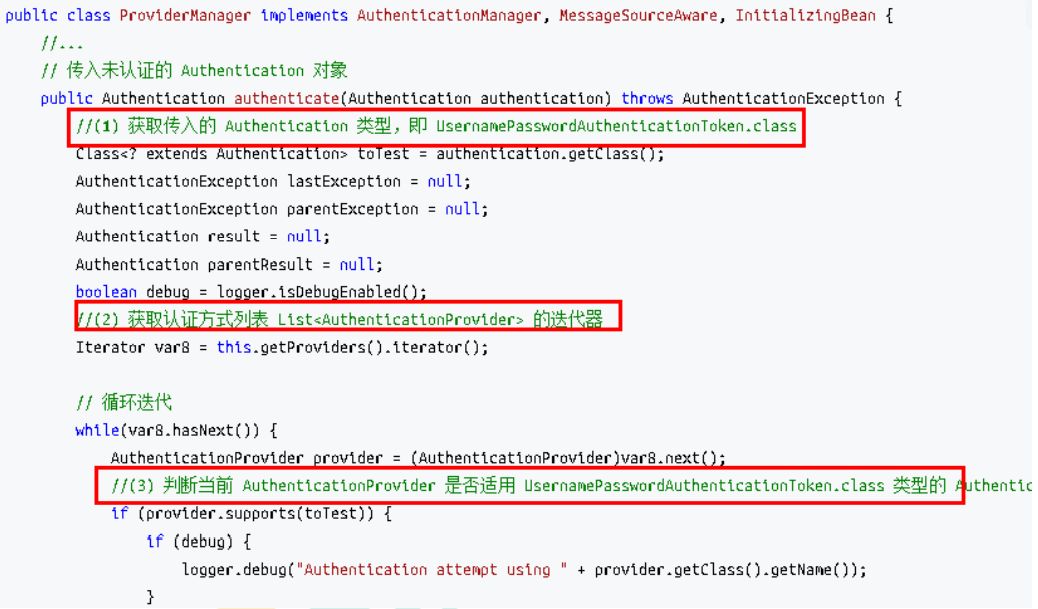 public class ProviderManager implements AuthenticationManager, MessageSourceAware, InitializingBean {
//...
// 传入未认证的 Authentication 对象
public Authentication authenticate(Authentication authentication) throws AuthenticationException {
//(1) 获取传入的 Authentication 类型，即 UsernamePasswordAuthenticationToken.class
Class<? extends Authentication> toTest = authentication.getClass();
AuthenticationException lastException = null;
AuthenticationException parentException = null;
Authentication result = null;
Authentication parentResult = null;
boolean debug = logger.isDebugEnabled();
//(2) 获取认证方式列表 List<AuthenticationProvider> 的迭代器
Iterator var8 = this.getProviders().iterator();
// 循环迭代
while(var8.hasNext()) {
AuthenticationProvider provider = (AuthenticationProvider)var8.next();
//(3) 判断当前 AuthenticationProvider 是否适用 UsernamePasswordAuthenticationToken.class 类型的 Authentic
if (provider.supports(toTest)) {
if (debug) {
logger.debug("Authentication attempt using " + provider.getClass().getName());
}